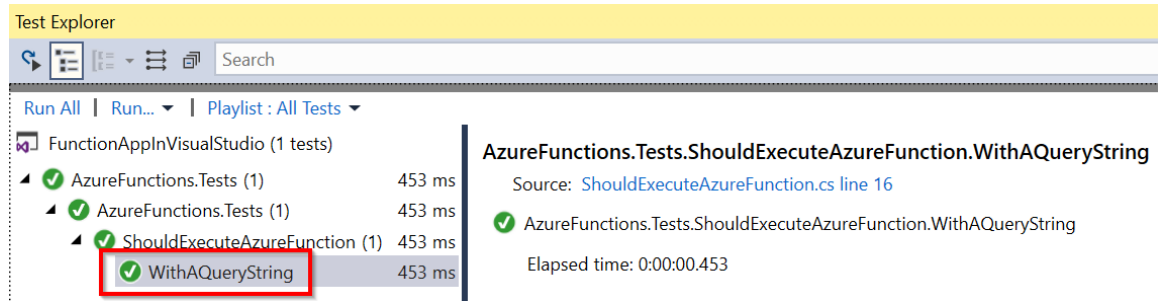 Test Explorer
Search
Run All | Run... | Playlist : All Tests
FunctionAppInVisualStudio (1 tests)
AzureFunctions.Tests (1) 453 ms
AzureFunctions.Tests (1) 453 ms
ShouldExecuteAzureFunction (1) 453 ms
WithAQueryString 453 ms
AzureFunctions.Tests.ShouldExecuteAzureFunction.WithAQueryString
Source: ShouldExecuteAzureFunction.cs line 16
AzureFunctions.Tests.ShouldExecuteAzureFunction.WithAQueryString
Elapsed time: 0:00:00.453